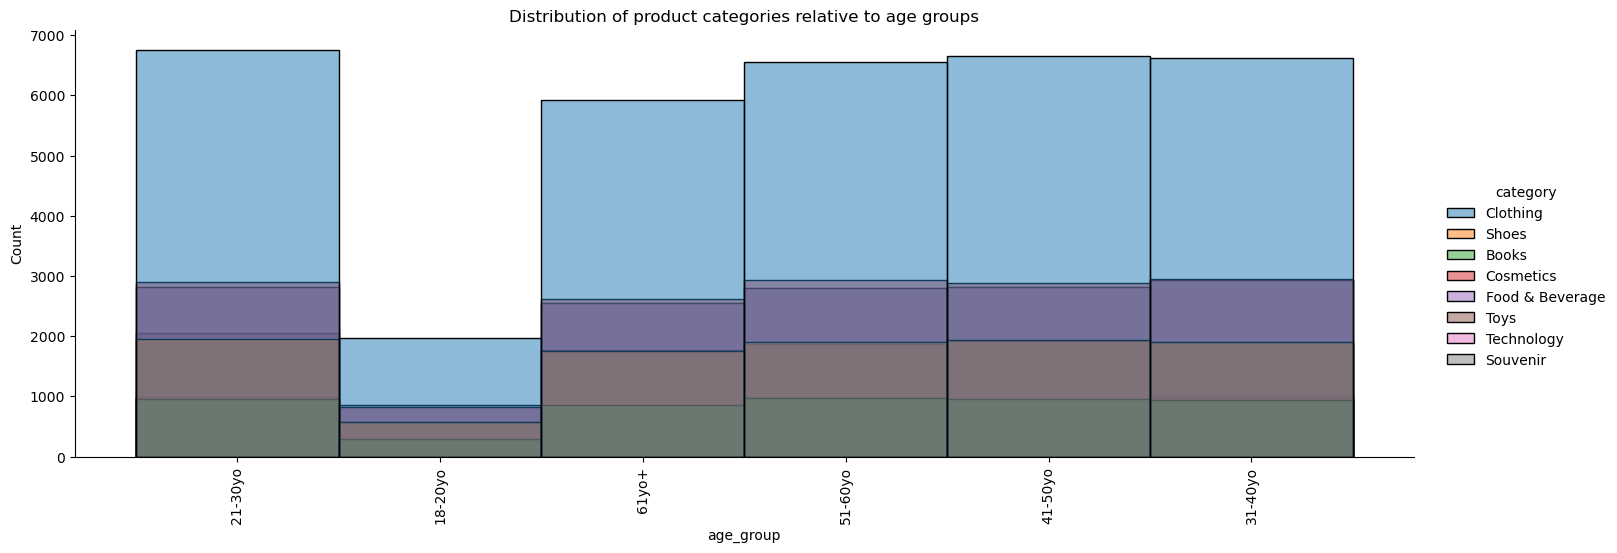 Distribution of product categories relative to age groups
7000
6000
5000
4000
3000
2000
1000
0
Count
21-30yo
18-20yo
61yo+
51-60yo
41-50yo
31-40yo
age_group
category
Clothing
Shoes
Books
Cosmetics
Food & Beverage
Toys
Technology
Souvenir